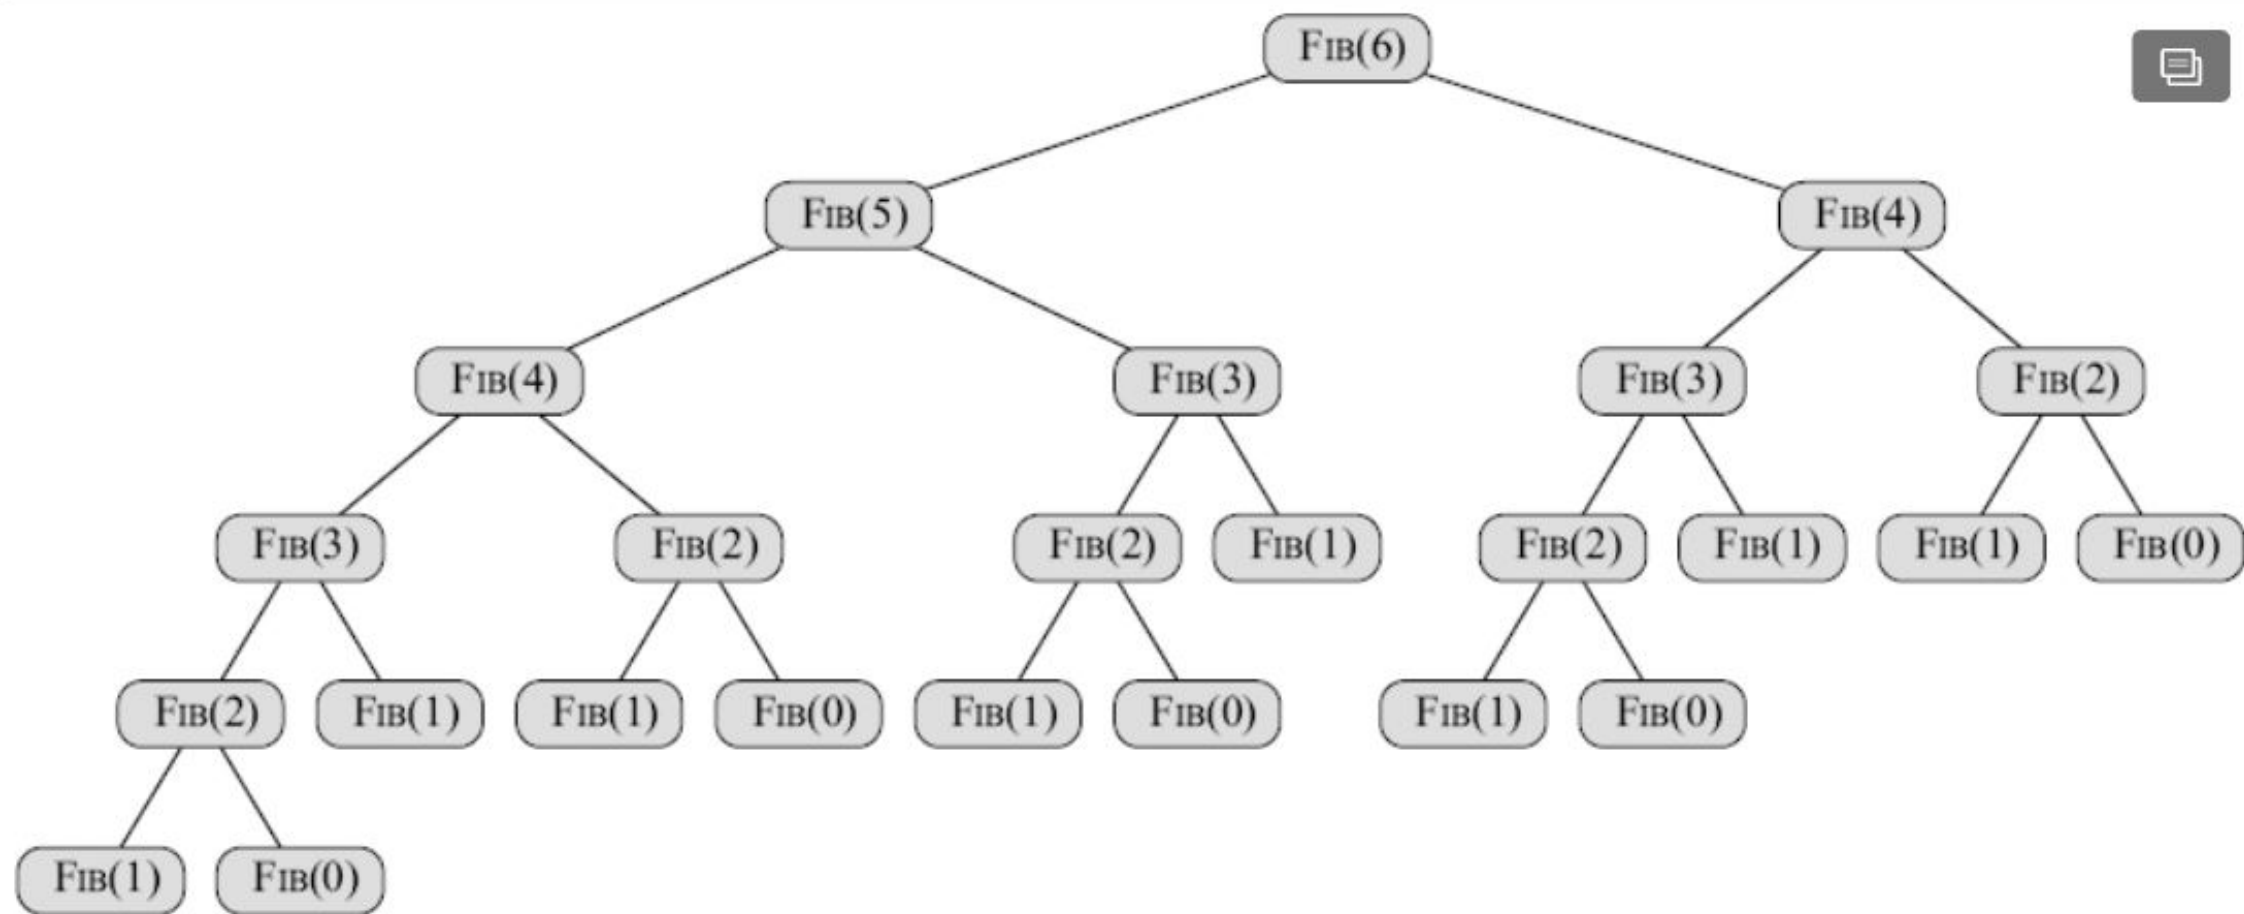 FIB(6)
FIB(5) FIB(4)
FIB(4) FIB(3) FIB(3) FIB(2)
FIB(3) FIB(2) FIB(2) FIB(1) FIB(2) FIB(1) FIB(1) FIB(0)
FIB(2) FIB(1) FIB(1) FIB(0) FIB(1) FIB(0) FIB(1) FIB(0)
FIB(1) FIB(0)